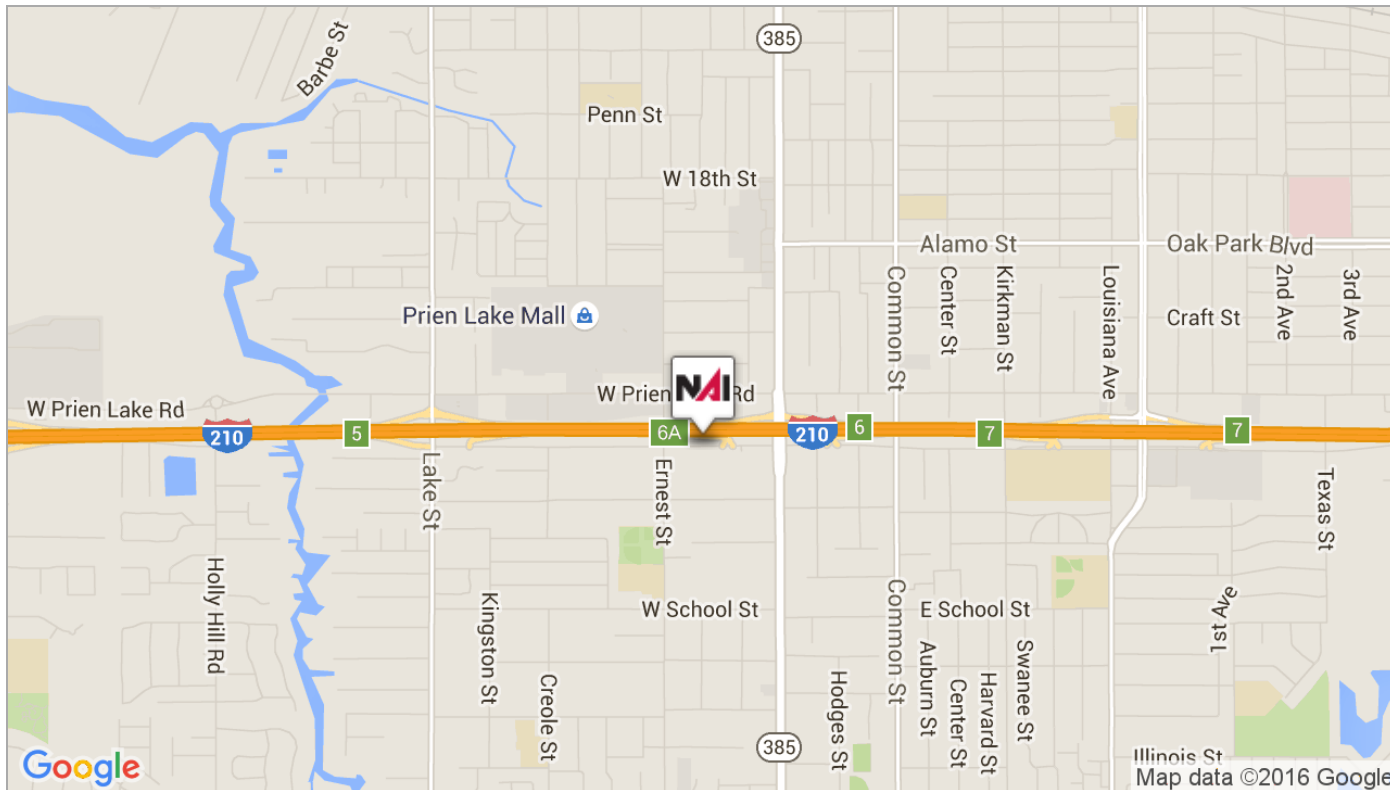 Barbe St
385
Penn St
W 18th St
Alamo St
Oak Park Blvd
Common St
Center St
Kirkman St
Louisiana Ave
2nd Ave
3rd Ave
Prien Lake Mall
Craft St
NAI
W Prien Rd
W Prien Lake Rd
210
5
6A
210
6
7
7
Lake St
Ernest St
Texas St
Holly Hill Rd
Kingston St
W School St
Common St
E School St
1st Ave
Creole St
Hodges St
Auburn St
Center St
Harvard St
Swanee St
385
Illinois St
Google
Map data ©2016 Google